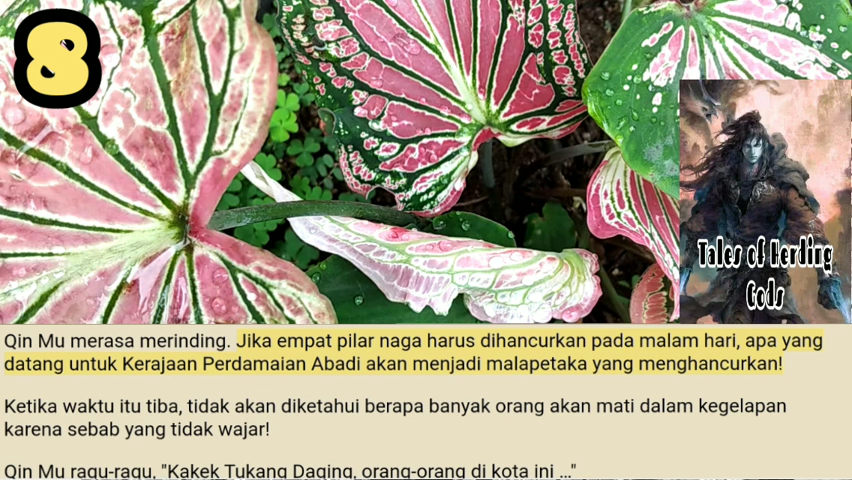 8
Tales of Herding
Gods
Qin Mu merasa merinding. Jika empat pilar naga harus dihancurkan pada malam hari, apa yang
datang untuk Kerajaan Perdamaian Abadi akan menjadi malapetaka yang menghancurkan!
Ketika waktu itu tiba, tidak akan diketahui berapa banyak orang akan mati dalam kegelapan
karena sebab yang tidak wajar!
Qin Mu ragu-ragu, "Kakek Tukang Daging, orang-orang di kota ini ..."